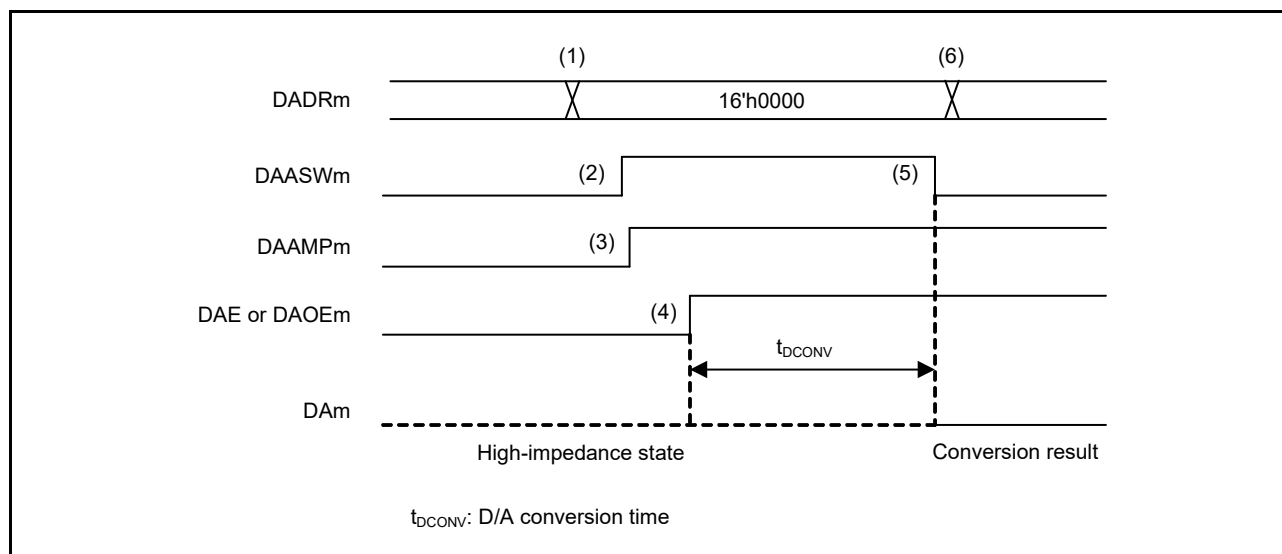 (1) (6)
DADRm 16'h0000
DAASWm (2) (5)
DAAMPm (3)
DAE or DAOEm (4)
tDCONV
DAm
High-impedance state Conversion result
tDCONV: D/A conversion time